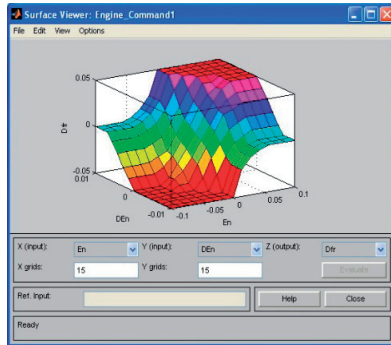 Surface Viewer: Engine_Command1
File Edit View Options
0.05
0
-0.05
Dfr
0.01
0
-0.01
DEn
-0.1
-0.05
0
0.05
0.1
En
X (input): En Y (input): DEn Z (output): Dfr
X grids: 15 Y grids: 15 Evaluate
Ref. Input: Help Close
Ready